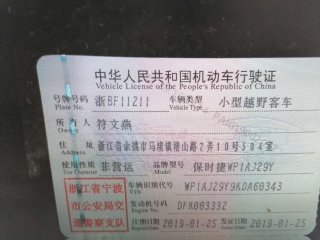 中华人民共和国机动车行驶证
Vehicle License of the People's Republic of China
号牌号码 浙BF11211 车辆类型 小型越野客车
Plate No. Vehicle Type
所有人 符文燕
Owner
住址 浙江省余姚市马渚镇渚山路2弄10号304室
Address
使用性质 非营运 品牌型号 保时捷WP1AJ29Y
Use Character Model
浙江省宁波
市公安局交
通警察支队
车辆识别代号 WP1AJ29Y9KDA60343
VIN
发动机号码 DFK003332
Engine No.
注册日期 2019-01-25 发证日期 2019-01-25
Register Date Issue Date